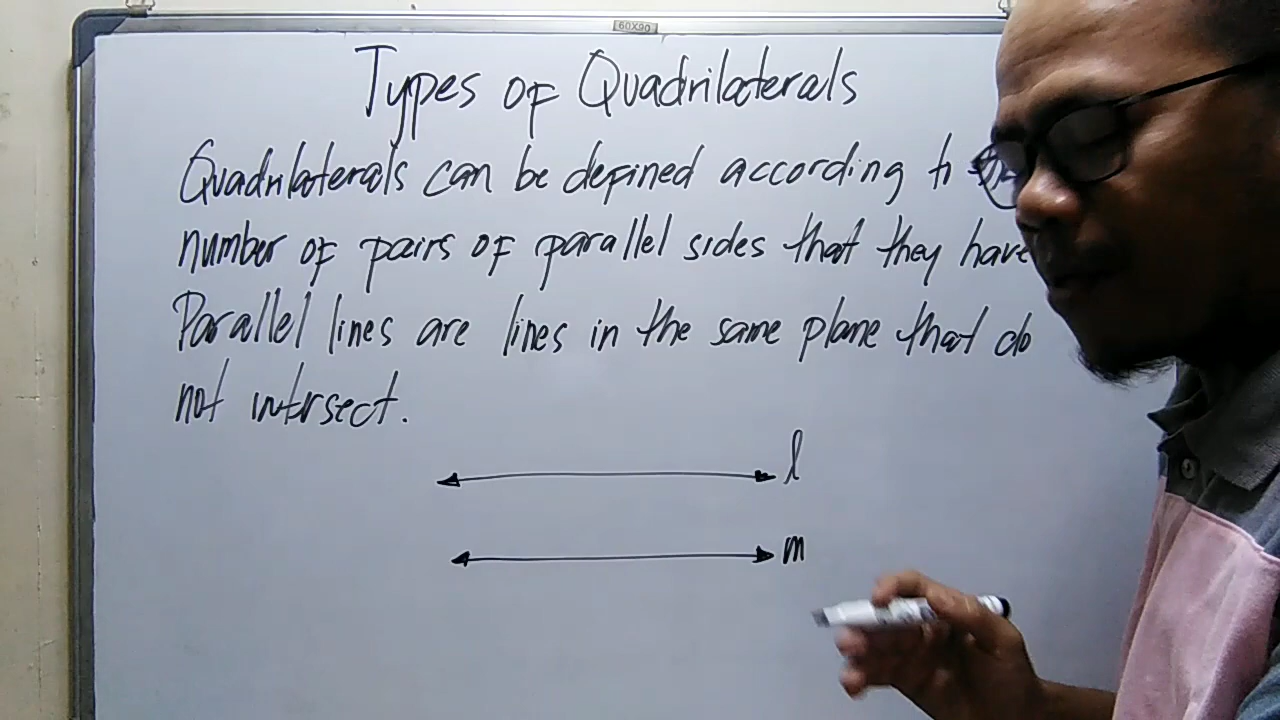 60X90
Types of Quadrilaterals
Quadrilaterals can be defined according to
number of pairs of parallel sides that they have
Parallel lines are lines in the same plane that do
not intersect.
l
m